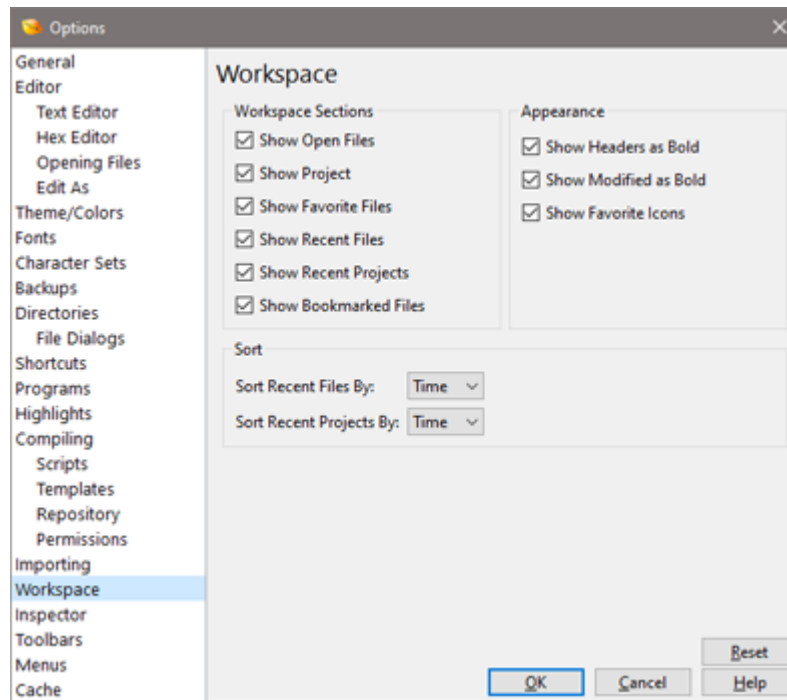 Options
General
Editor
Text Editor
Hex Editor
Opening Files
Edit As
Theme/Colors
Fonts
Character Sets
Backups
Directories
File Dialogs
Shortcuts
Programs
Highlights
Compiling
Scripts
Templates
Repository
Permissions
Importing
Workspace
Inspector
Toolbars
Menus
Cache
Workspace
Workspace Sections
Show Open Files
Show Project
Show Favorite Files
Show Recent Files
Show Recent Projects
Show Bookmarked Files
Appearance
Show Headers as Bold
Show Modified as Bold
Show Favorite Icons
Sort
Sort Recent Files By: Time
Sort Recent Projects By: Time
Reset
OK Cancel Help